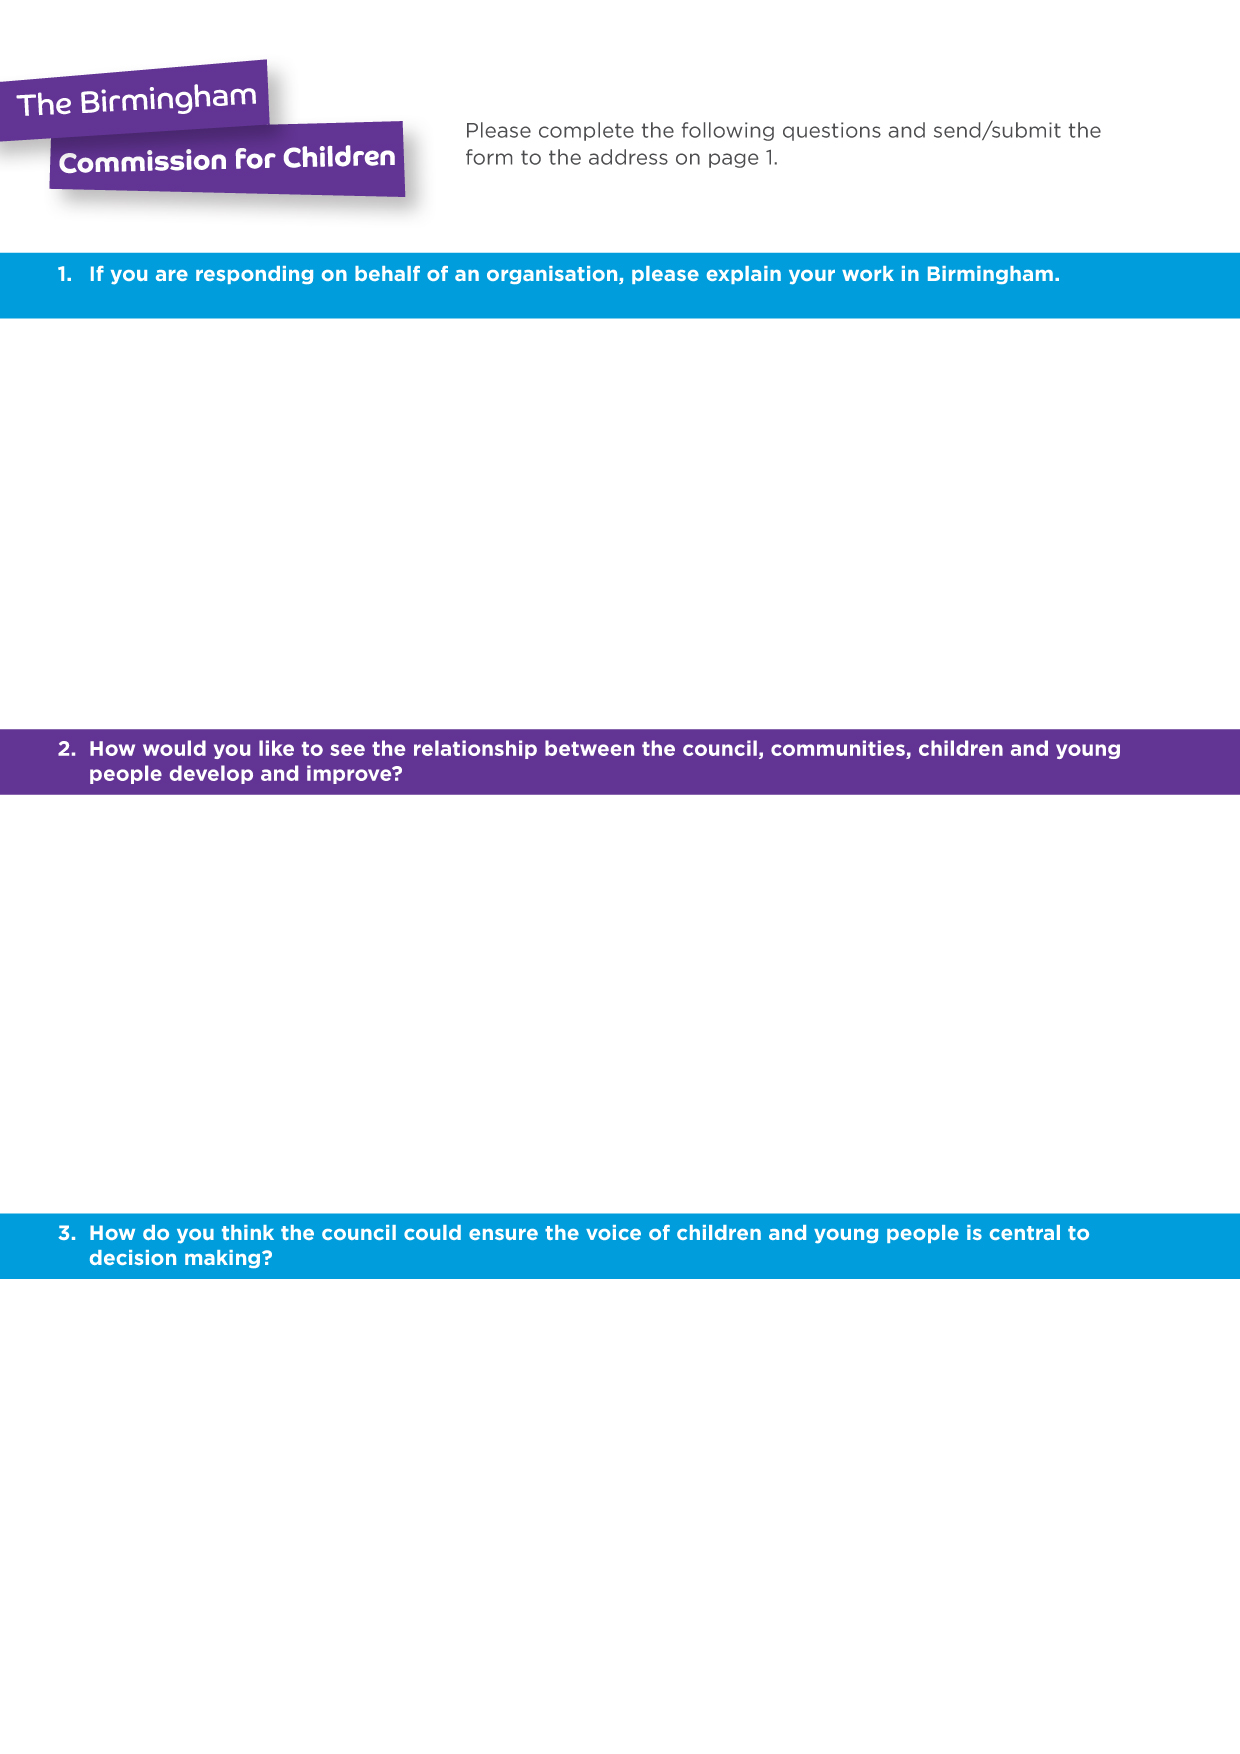 The Birmingham
Commission for Children
Please complete the following questions and send/submit the
form to the address on page 1.
1. If you are responding on behalf of an organisation, please explain your work in Birmingham.
2. How would you like to see the relationship between the council, communities, children and young
people develop and improve?
3. How do you think the council could ensure the voice of children and young people is central to
decision making?